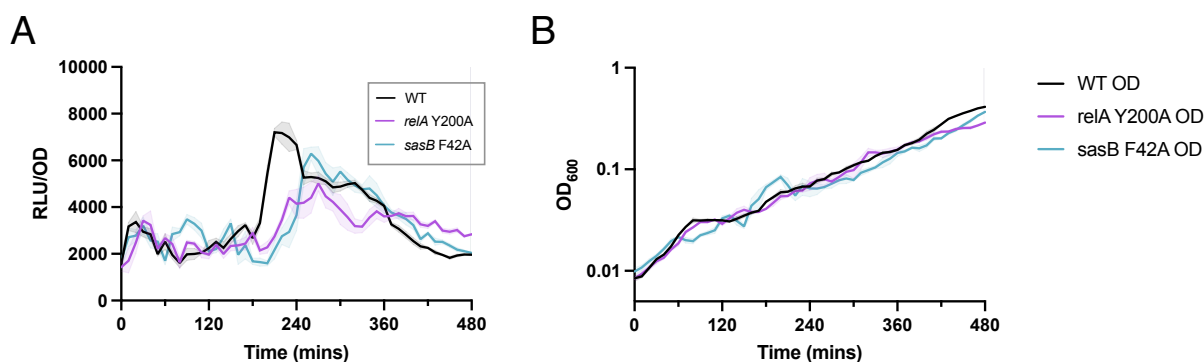 A
RLU/OD
10000
8000
6000
4000
2000
0
0 120 240 360 480
Time (mins)
WT
relA Y200A
sasB F42A
B
OD600
1
0.1
0.01
0 120 240 360 480
Time (mins)
WT OD
relA Y200A OD
sasB F42A OD